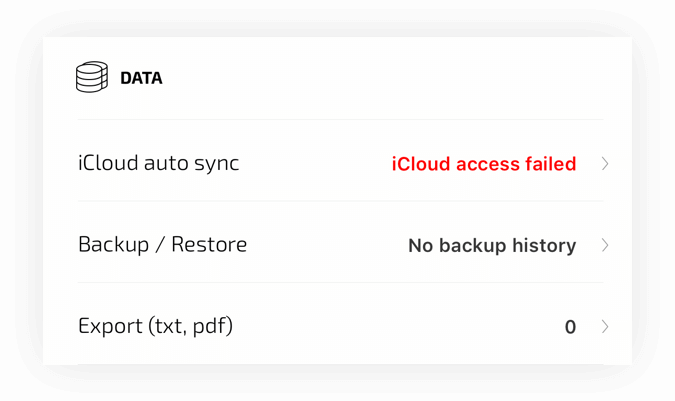 DATA
iCloud auto sync iCloud access failed
Backup / Restore No backup history
Export (txt, pdf) 0